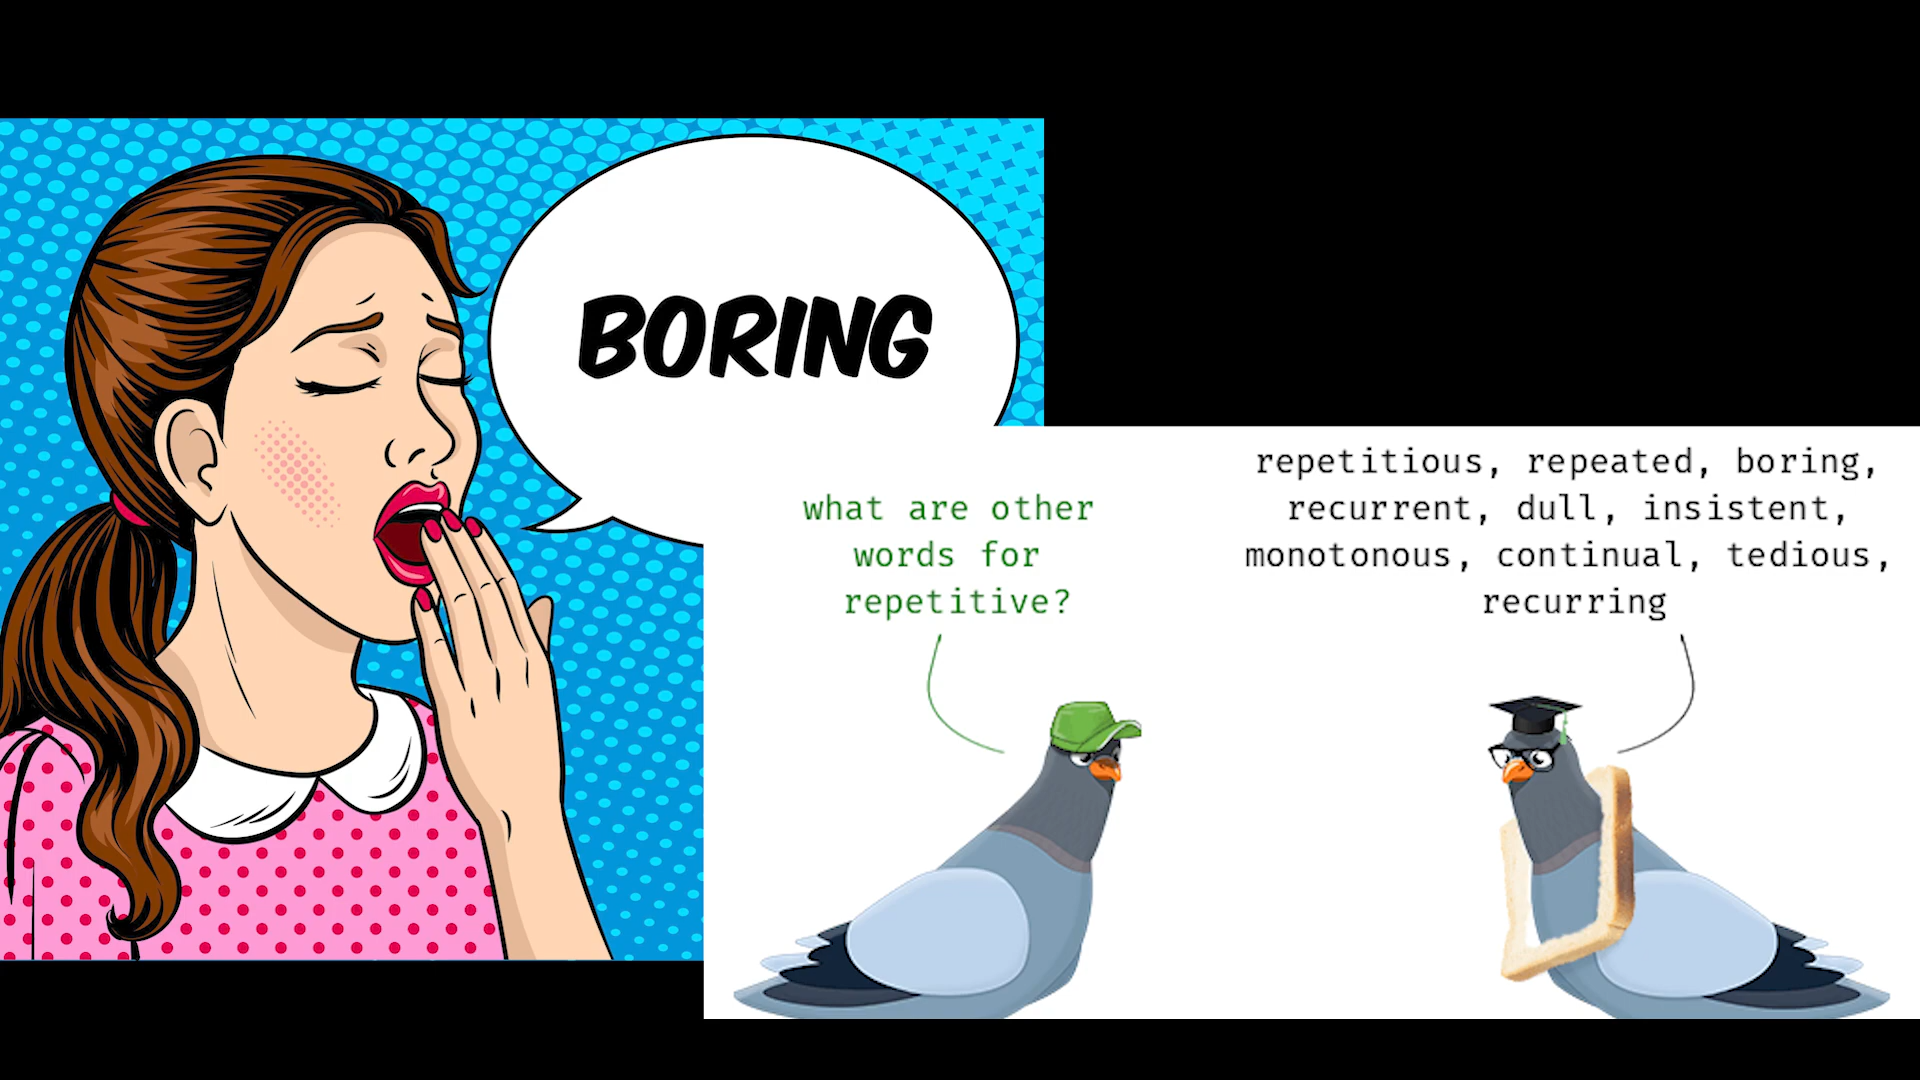 BORING
what are other
words for
repetitive?
repetitious, repeated, boring,
recurrent, dull, insistent,
monotonous, continual, tedious,
recurring